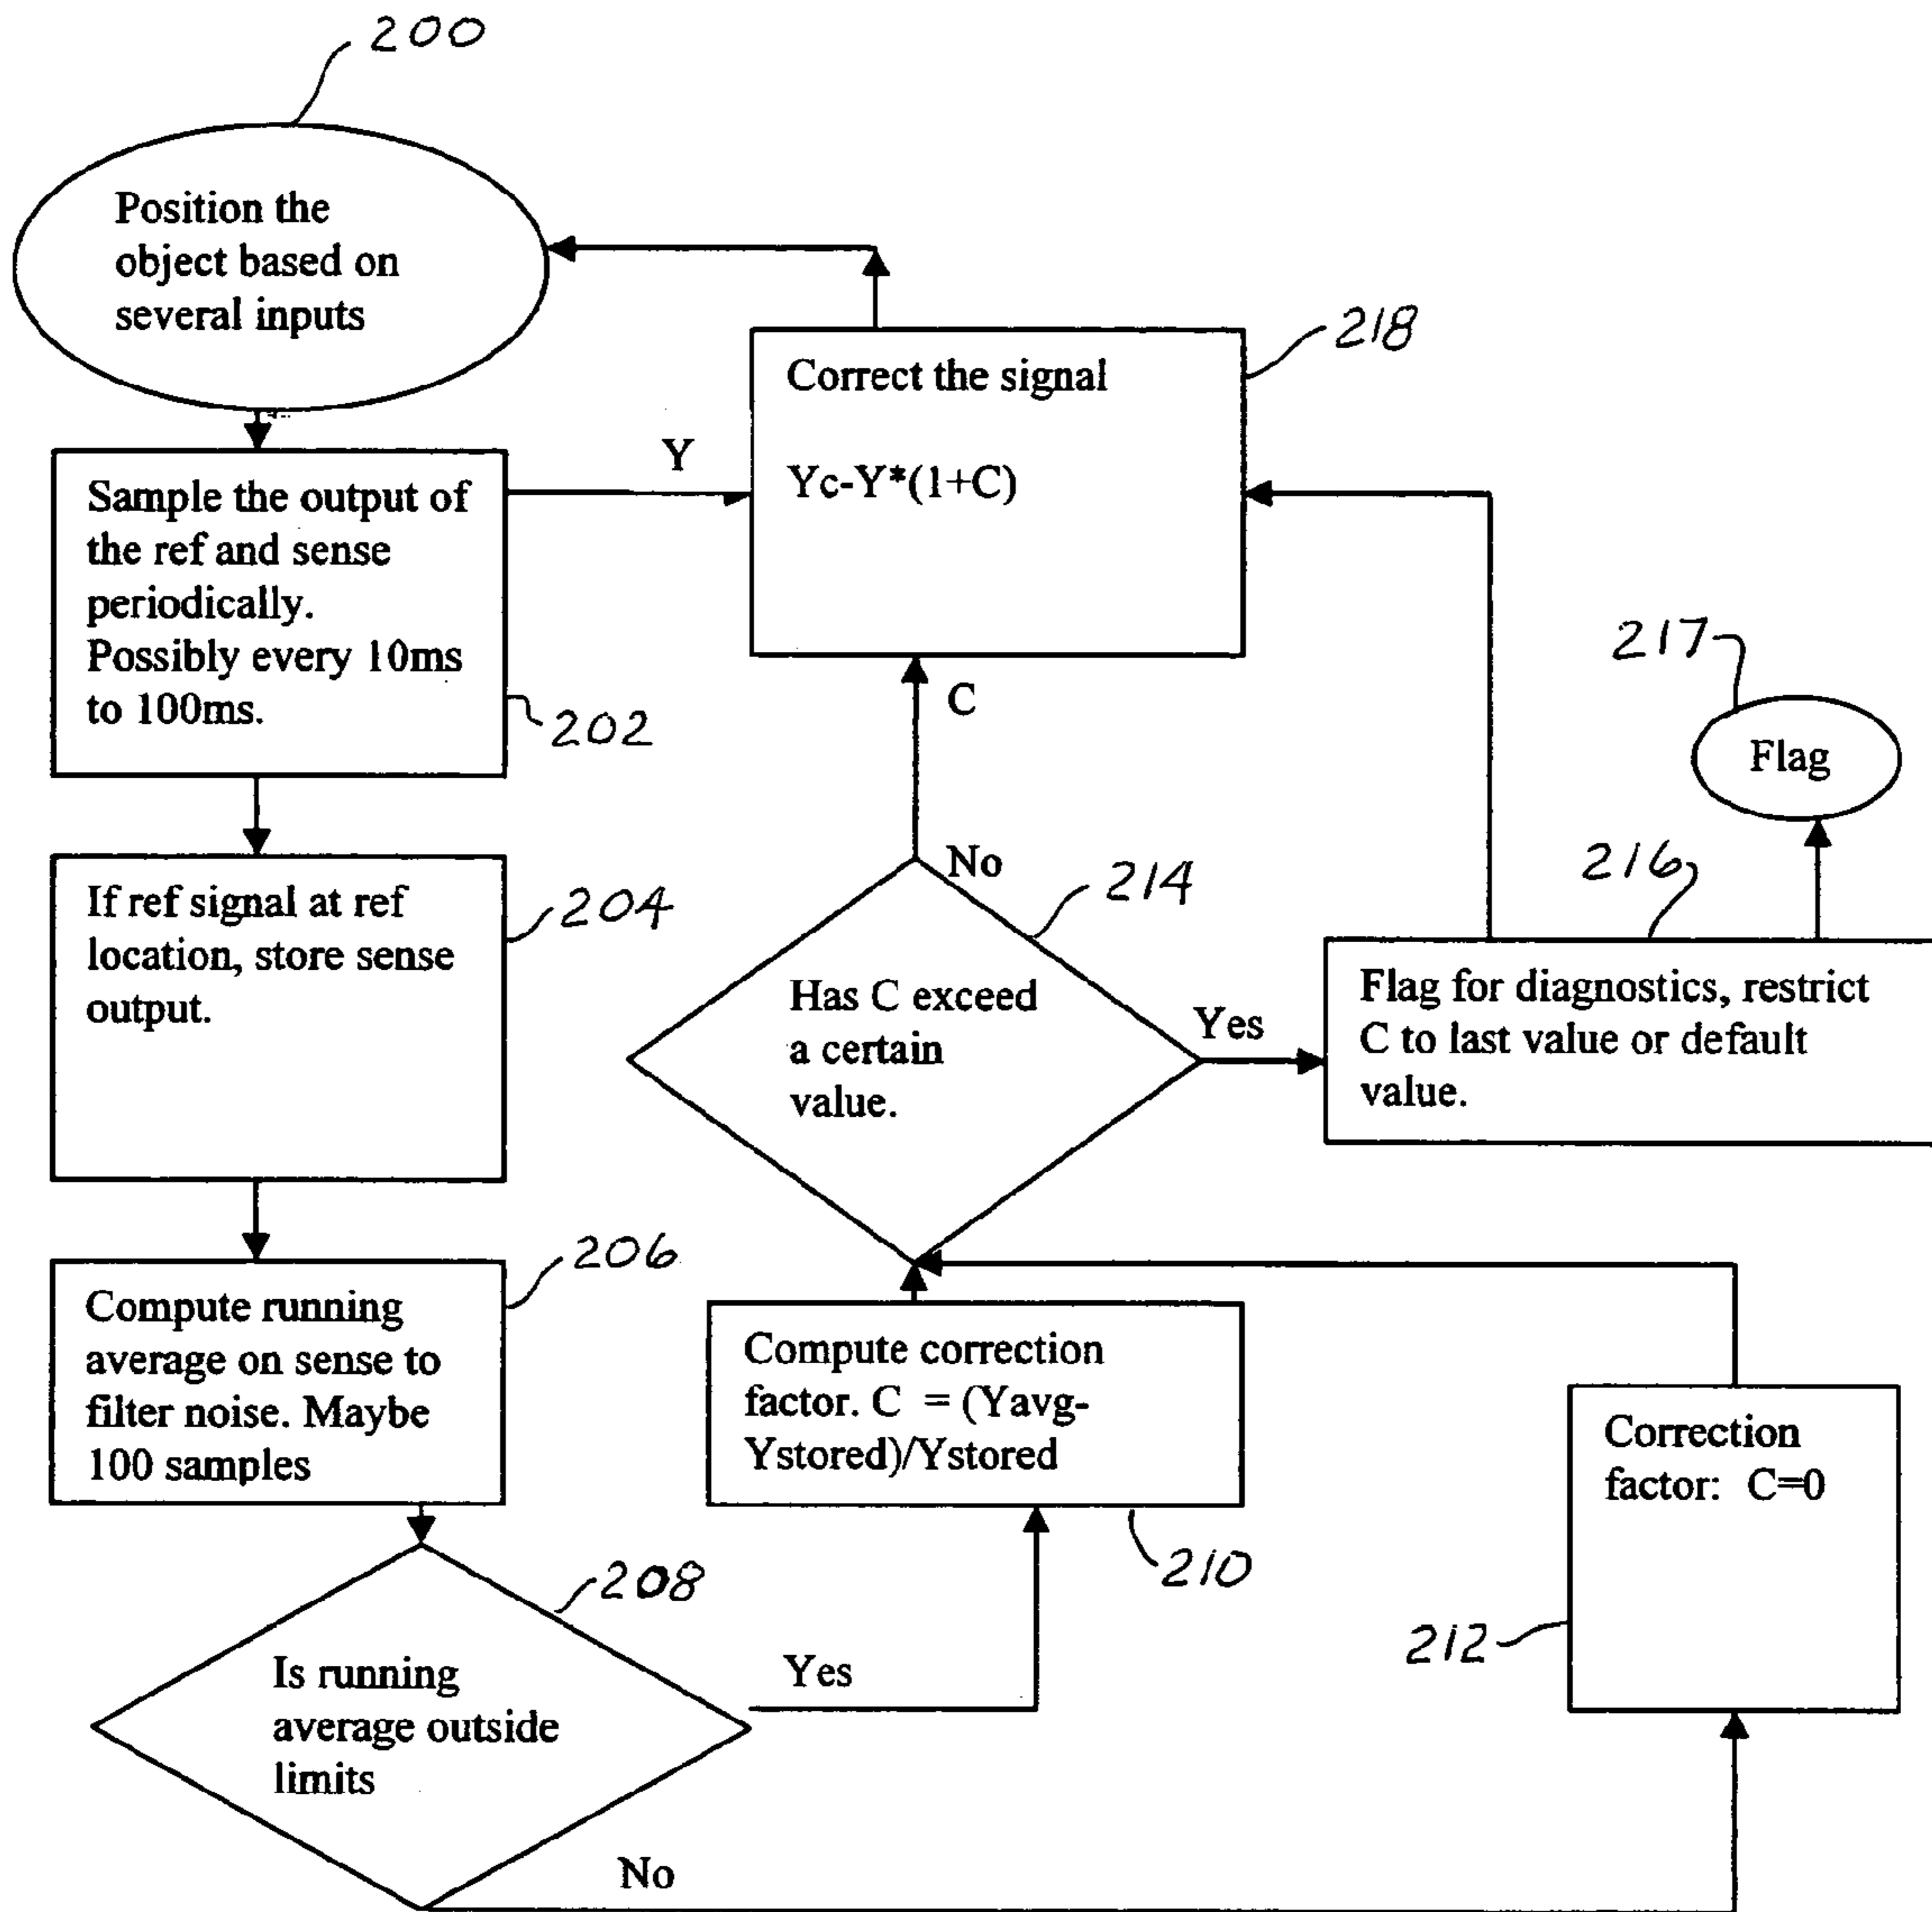 200
Position the
object based on
several inputs
218
Correct the signal
Yc-Y*(1+C)
Y
Sample the output of
the ref and sense
periodically.
Possibly every 10ms
to 100ms.
202
C
217
Flag
If ref signal at ref
location, store sense
output.
204
No
214
Has C exceed
a certain
value.
Yes
216
Flag for diagnostics, restrict
C to last value or default
value.
206
Compute running
average on sense to
filter noise. Maybe
100 samples
Compute correction
factor. C = (Yavg-
Ystored)/Ystored
210
Correction
factor: C=0
212
208
Is running
average outside
limits
Yes
No